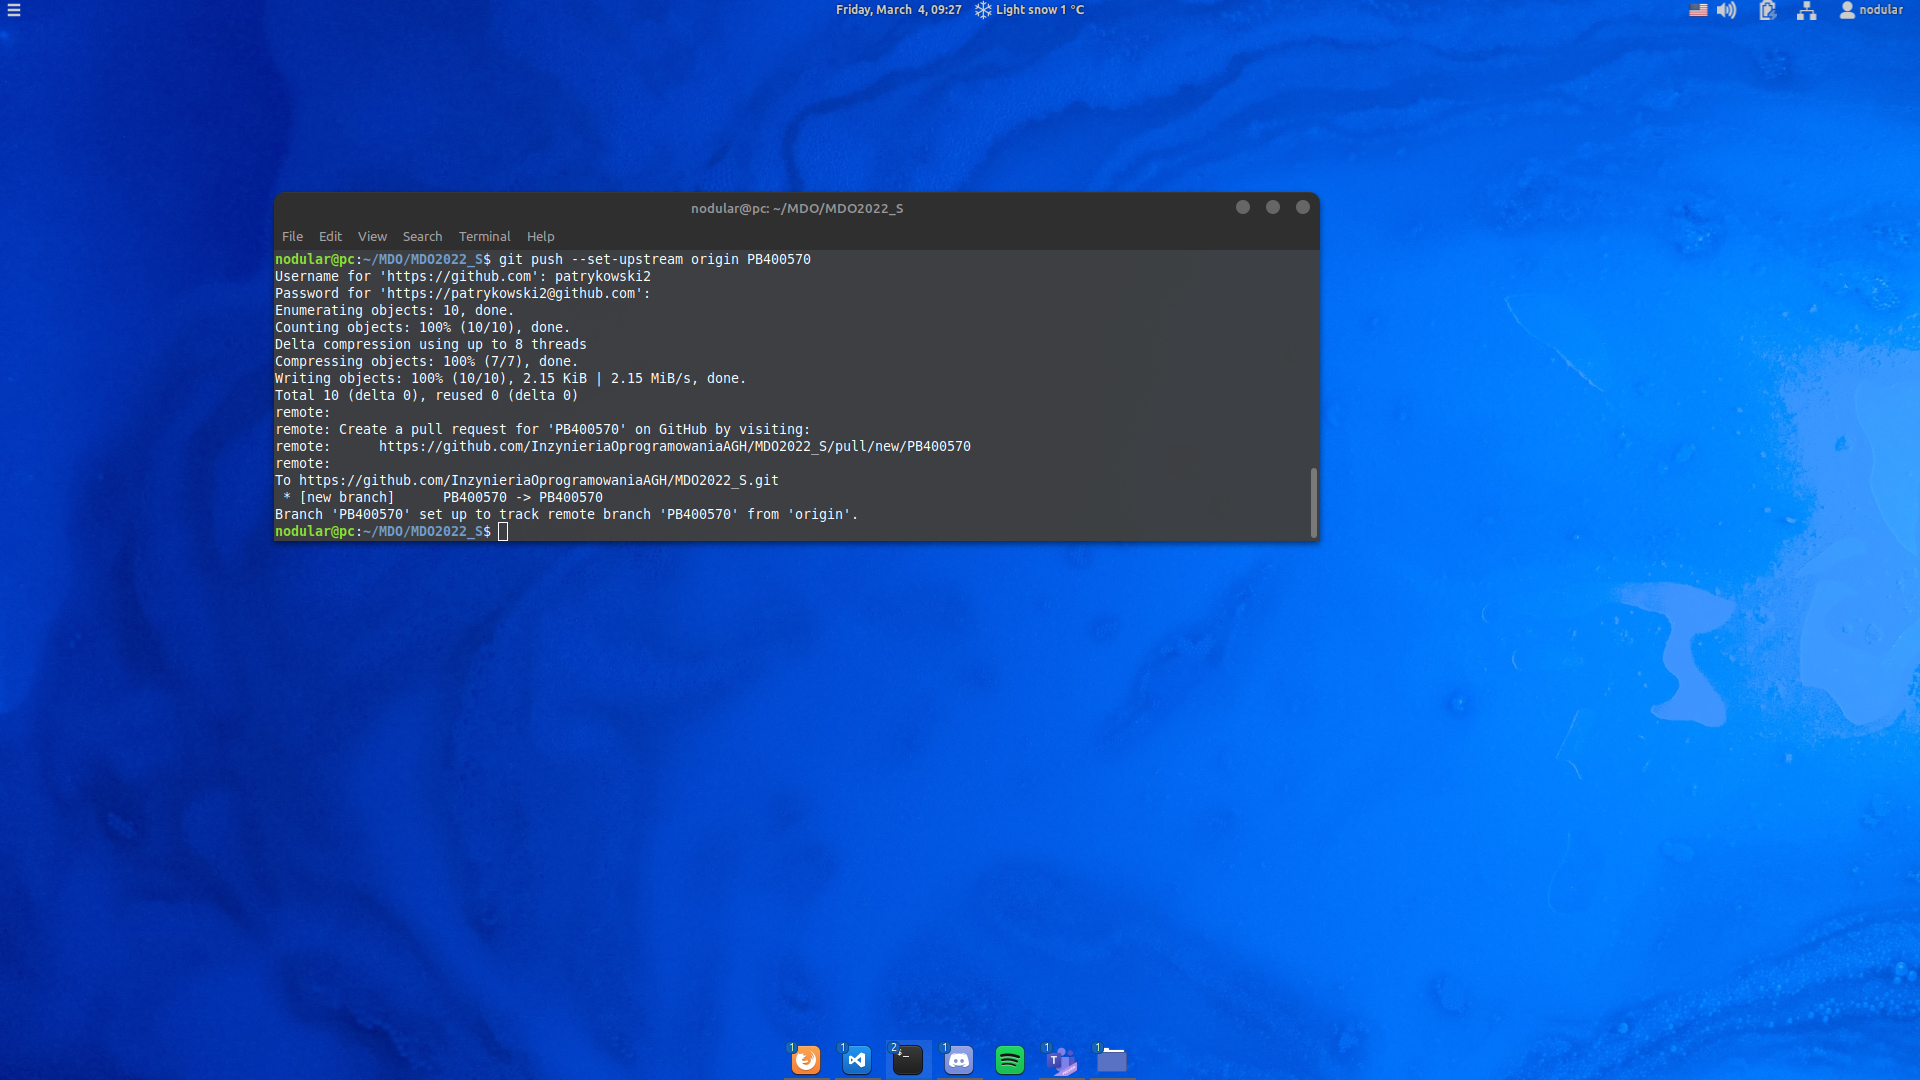 Friday, March 4, 09:27 Light snow 1 °C
nodular
nodular@pc: ~/MDO/MDO2022_S
File Edit View Search Terminal Help
nodular@pc:~/MDO/MDO2022_S$ git push --set-upstream origin PB400570
Username for 'https://github.com': patrykowski2
Password for 'https://patrykowski2@github.com':
Enumerating objects: 10, done.
Counting objects: 100% (10/10), done.
Delta compression using up to 8 threads
Compressing objects: 100% (7/7), done.
Writing objects: 100% (10/10), 2.15 KiB | 2.15 MiB/s, done.
Total 10 (delta 0), reused 0 (delta 0)
remote:
remote: Create a pull request for 'PB400570' on GitHub by visiting:
remote:      https://github.com/InzynieriaOprogramowaniaAGH/MDO2022_S/pull/new/PB400570
remote:
To https://github.com/InzynieriaOprogramowaniaAGH/MDO2022_S.git
 * [new branch]      PB400570 -> PB400570
Branch 'PB400570' set up to track remote branch 'PB400570' from 'origin'.
nodular@pc:~/MDO/MDO2022_S$
1 1 2 1 1 1